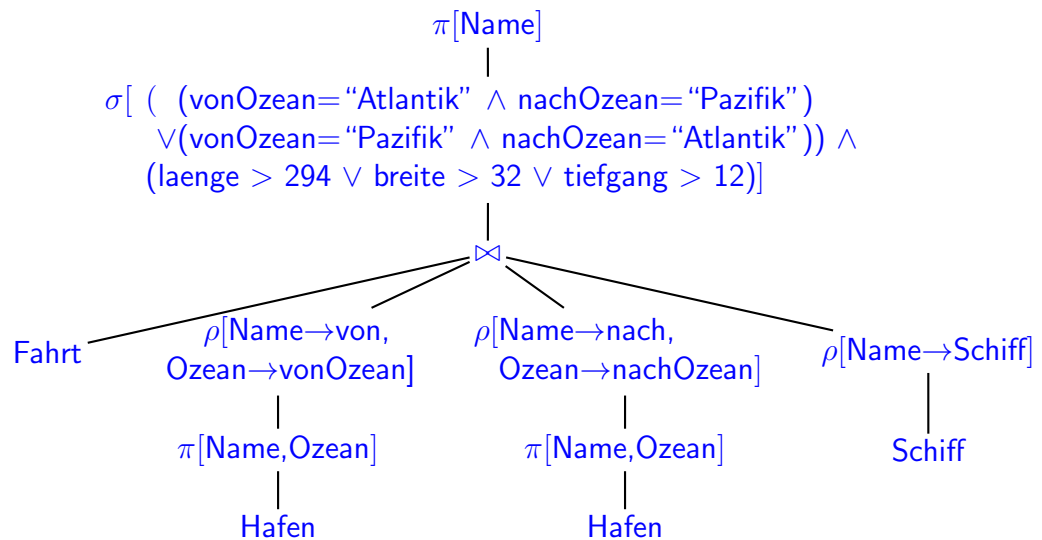 π[Name]
σ[ (  (vonOzean=“Atlantik” ∧ nachOzean=“Pazifik”)
∨(vonOzean=“Pazifik” ∧ nachOzean=“Atlantik”)) ∧
(laenge > 294 ∨ breite > 32 ∨ tiefgang > 12)]
⋈
Fahrt
ρ[Name→von,
Ozean→vonOzean]
ρ[Name→nach,
Ozean→nachOzean]
ρ[Name→Schiff]
π[Name,Ozean]
π[Name,Ozean]
Schiff
Hafen
Hafen